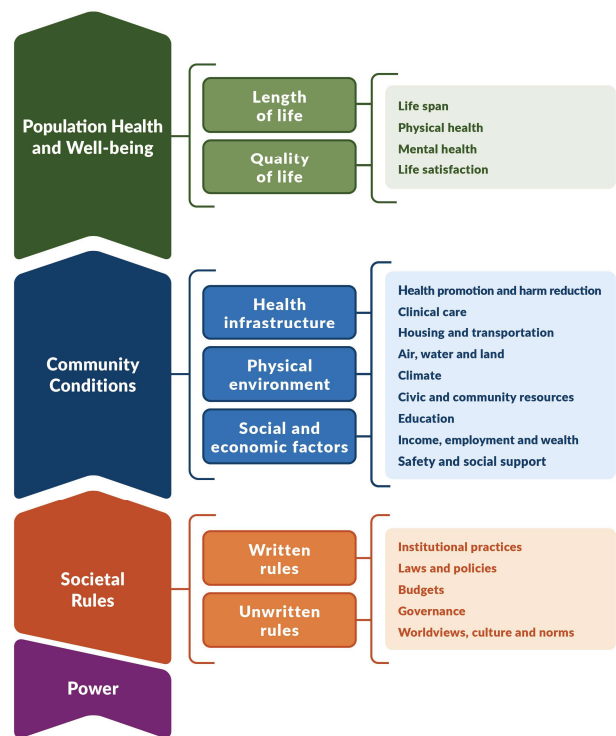 Population Health
and Well-being
Length
of life
Quality
of life
Life span
Physical health
Mental health
Life satisfaction
Community
Conditions
Health
infrastructure
Physical
environment
Social and
economic factors
Health promotion and harm reduction
Clinical care
Housing and transportation
Air, water and land
Climate
Civic and community resources
Education
Income, employment and wealth
Safety and social support
Societal
Rules
Written
rules
Unwritten
rules
Institutional practices
Laws and policies
Budgets
Governance
Worldviews, culture and norms
Power